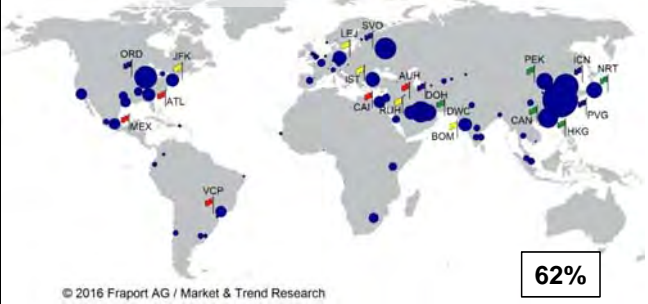 SVO
LEJ
ORD
JFK
PEK
ICN
NRT
IST
AUH
DOH
ATL
CAI
RUH
DWC
CAN
PVG
MEX
BOM
HKG
VCP
62%
© 2016 Fraport AG / Market & Trend Research